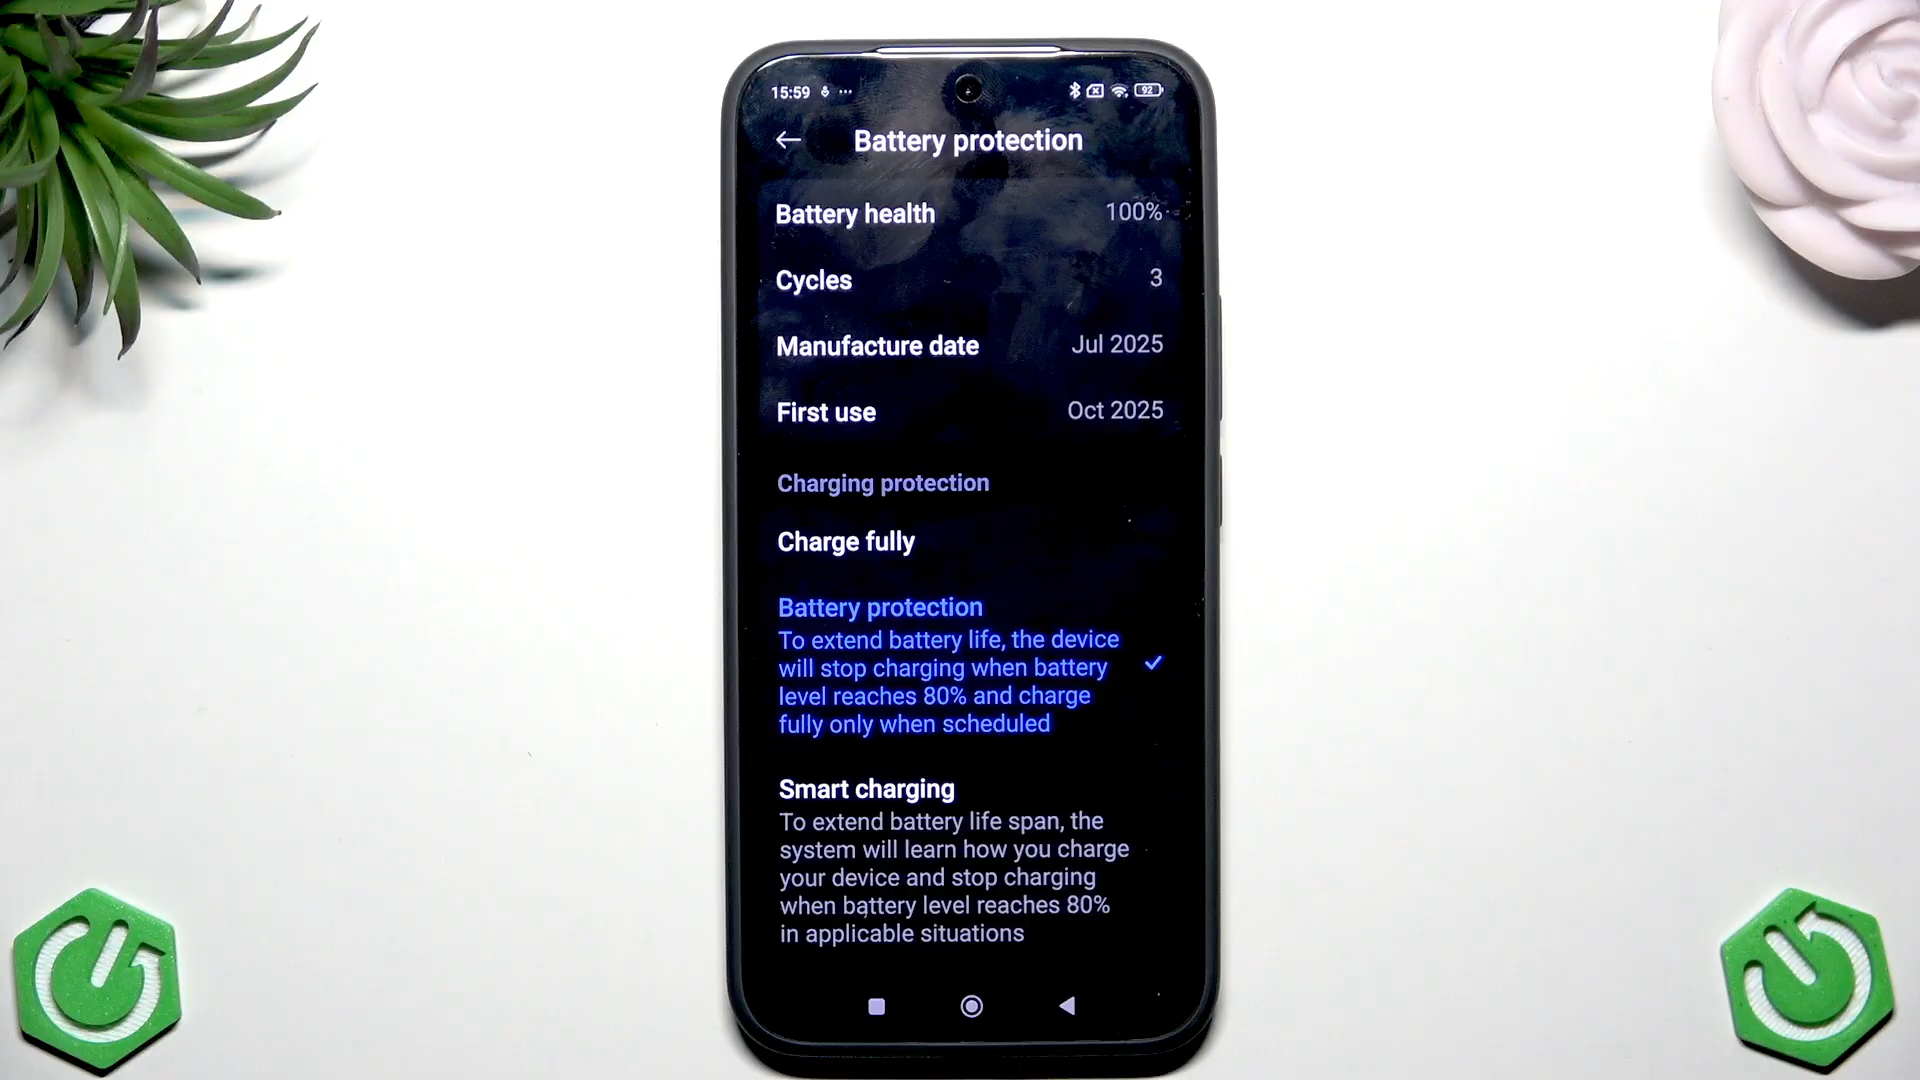 15:59 92
Battery protection
Battery health 100%
Cycles 3
Manufacture date Jul 2025
First use Oct 2025
Charging protection
Charge fully
Battery protection
To extend battery life, the device
will stop charging when battery
level reaches 80% and charge
fully only when scheduled
Smart charging
To extend battery life span, the
system will learn how you charge
your device and stop charging
when battery level reaches 80%
in applicable situations